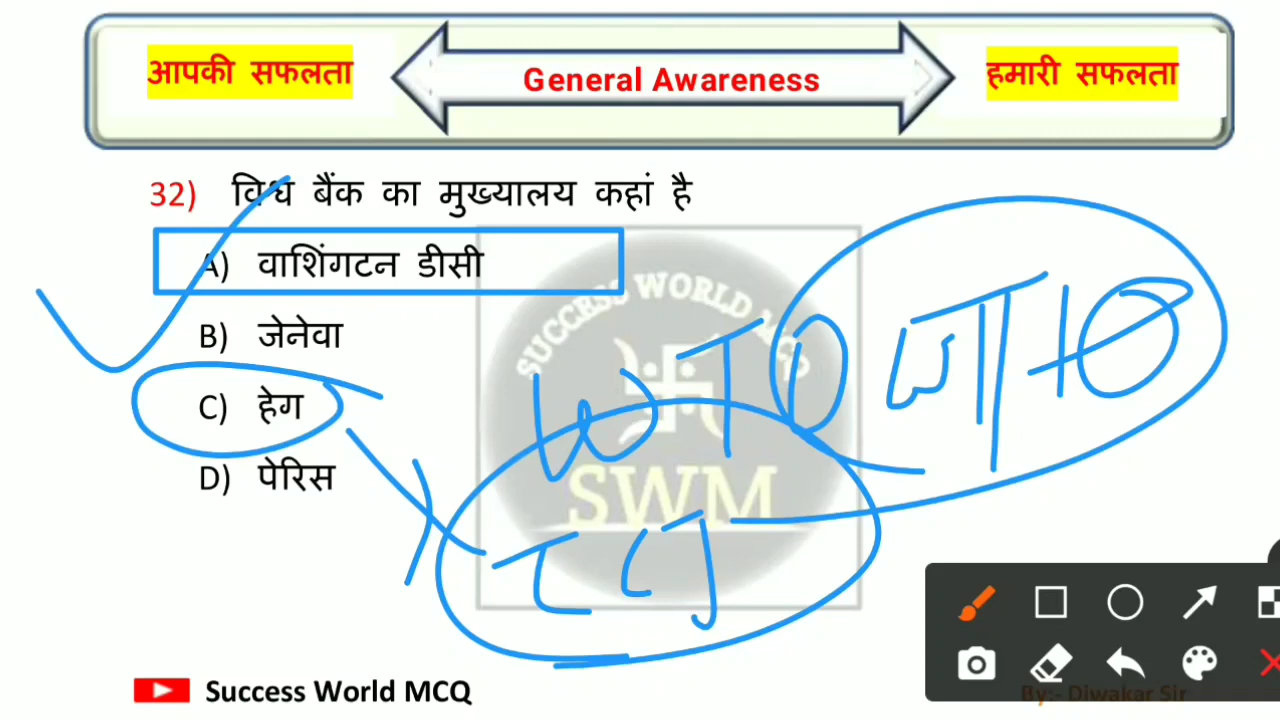 आपकी सफलता
General Awareness
हमारी सफलता
32) विश्व बैंक का मुख्यालय कहां है
A) वाशिंगटन डीसी
B) जेनेवा
C) हेग
D) पेरिस
SUCCESS WORLD MCQ
SWM
WTO
ICJ
Success World MCQ
By:- Diwakar Sir